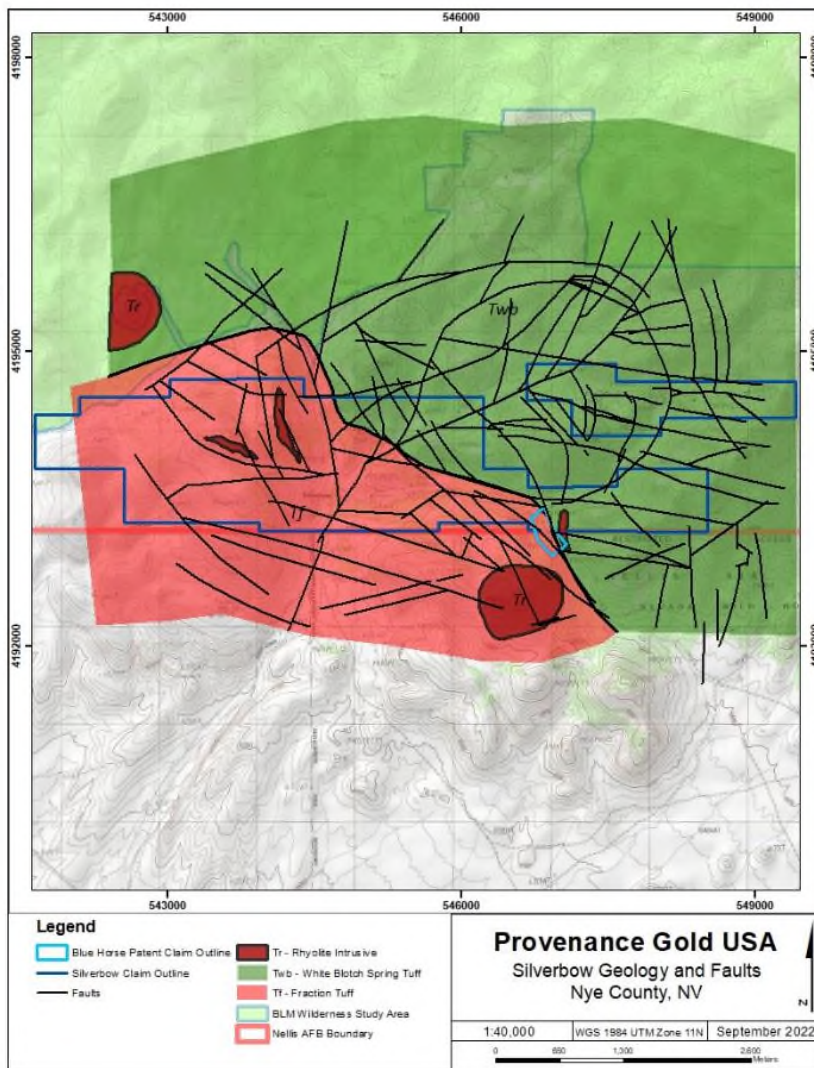 543000 546000 549000
4198000
4195000
4192000
Tr
Twb
Tf
Tr
543000 546000 549000
Legend
Blue Horse Patent Claim Outline
Silverbow Claim Outline
Faults
Tr - Rhyolite Intrusive
Twb - White Blotch Spring Tuff
Tf - Fraction Tuff
BLM Wilderness Study Area
Nellis AFB Boundary
Provenance Gold USA
Silverbow Geology and Faults
Nye County, NV
1:40,000 WGS 1984 UTM Zone 11N September 2022
N
0 650 1,300 2,600
Meters